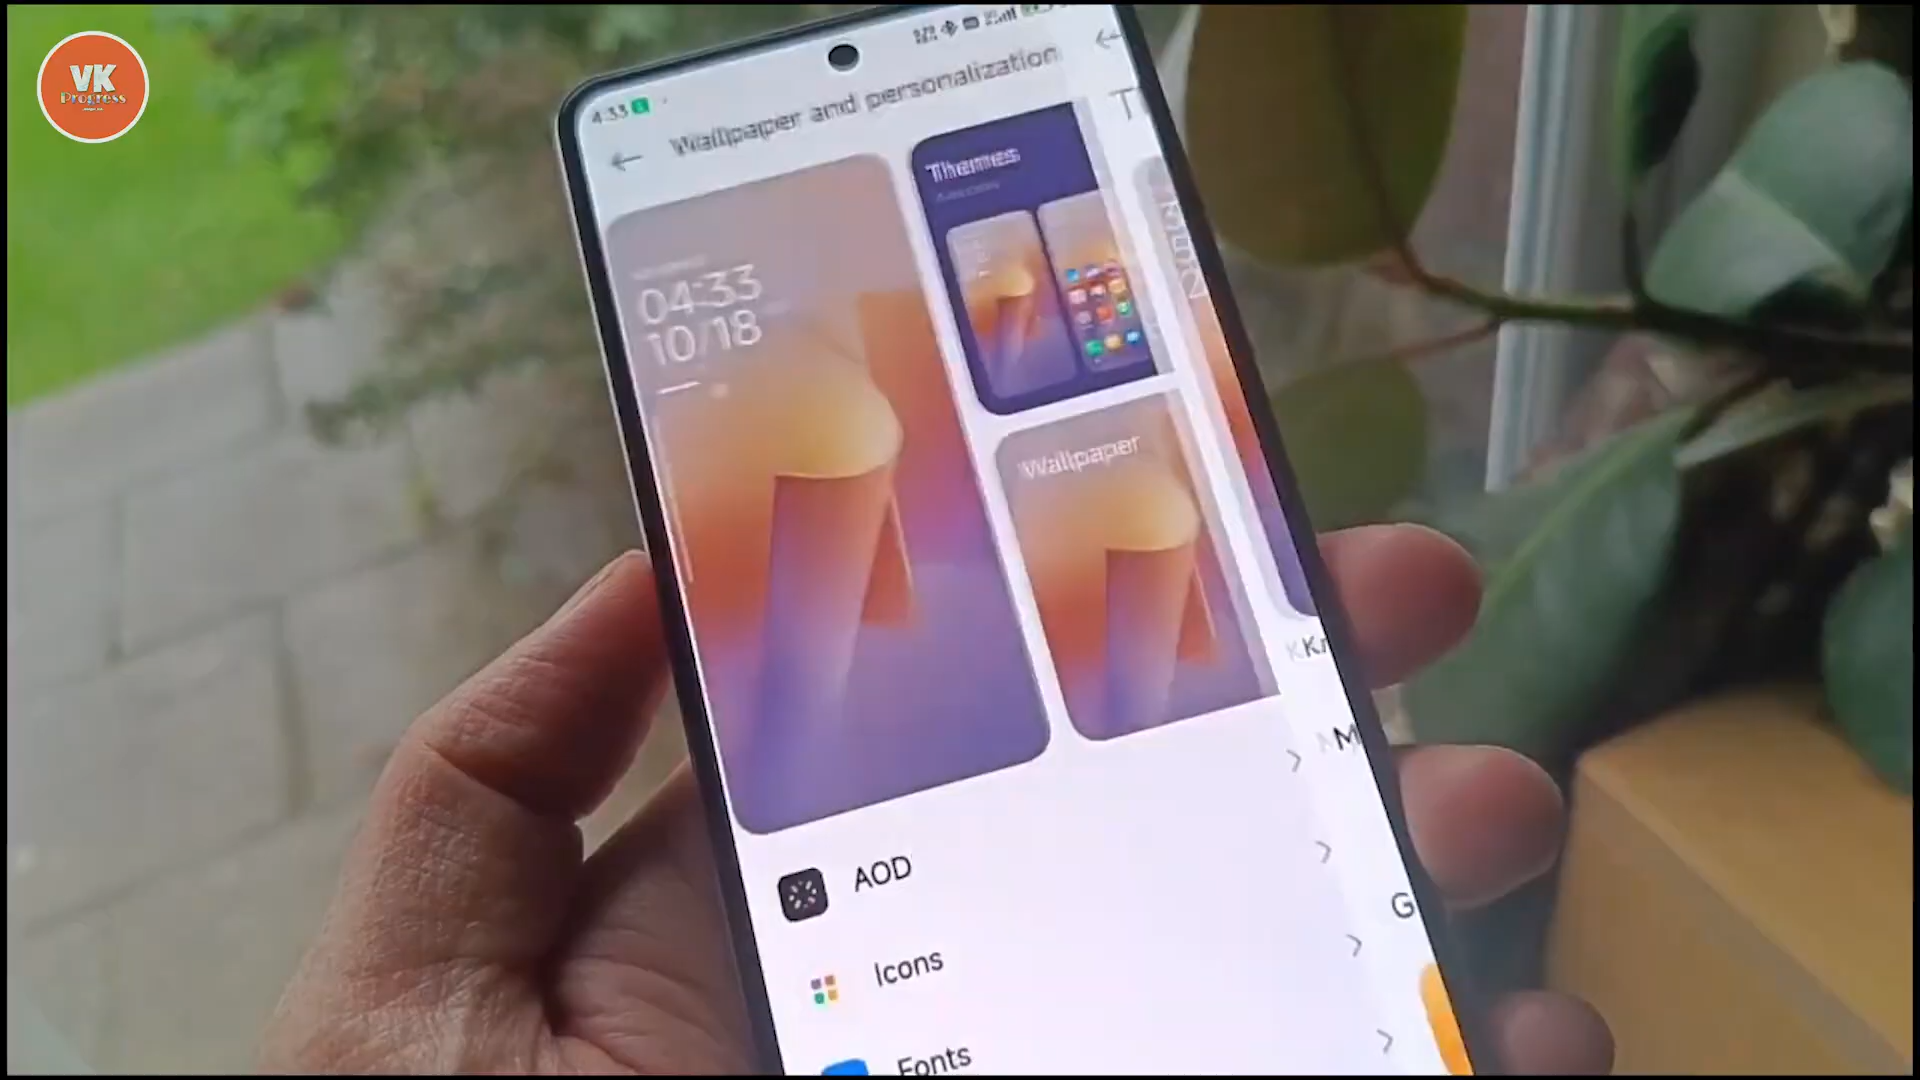 VK
Progress
4:33
Wallpaper and personalization
04:33
10/18
Themes
Wallpaper
AOD
Icons
Fonts